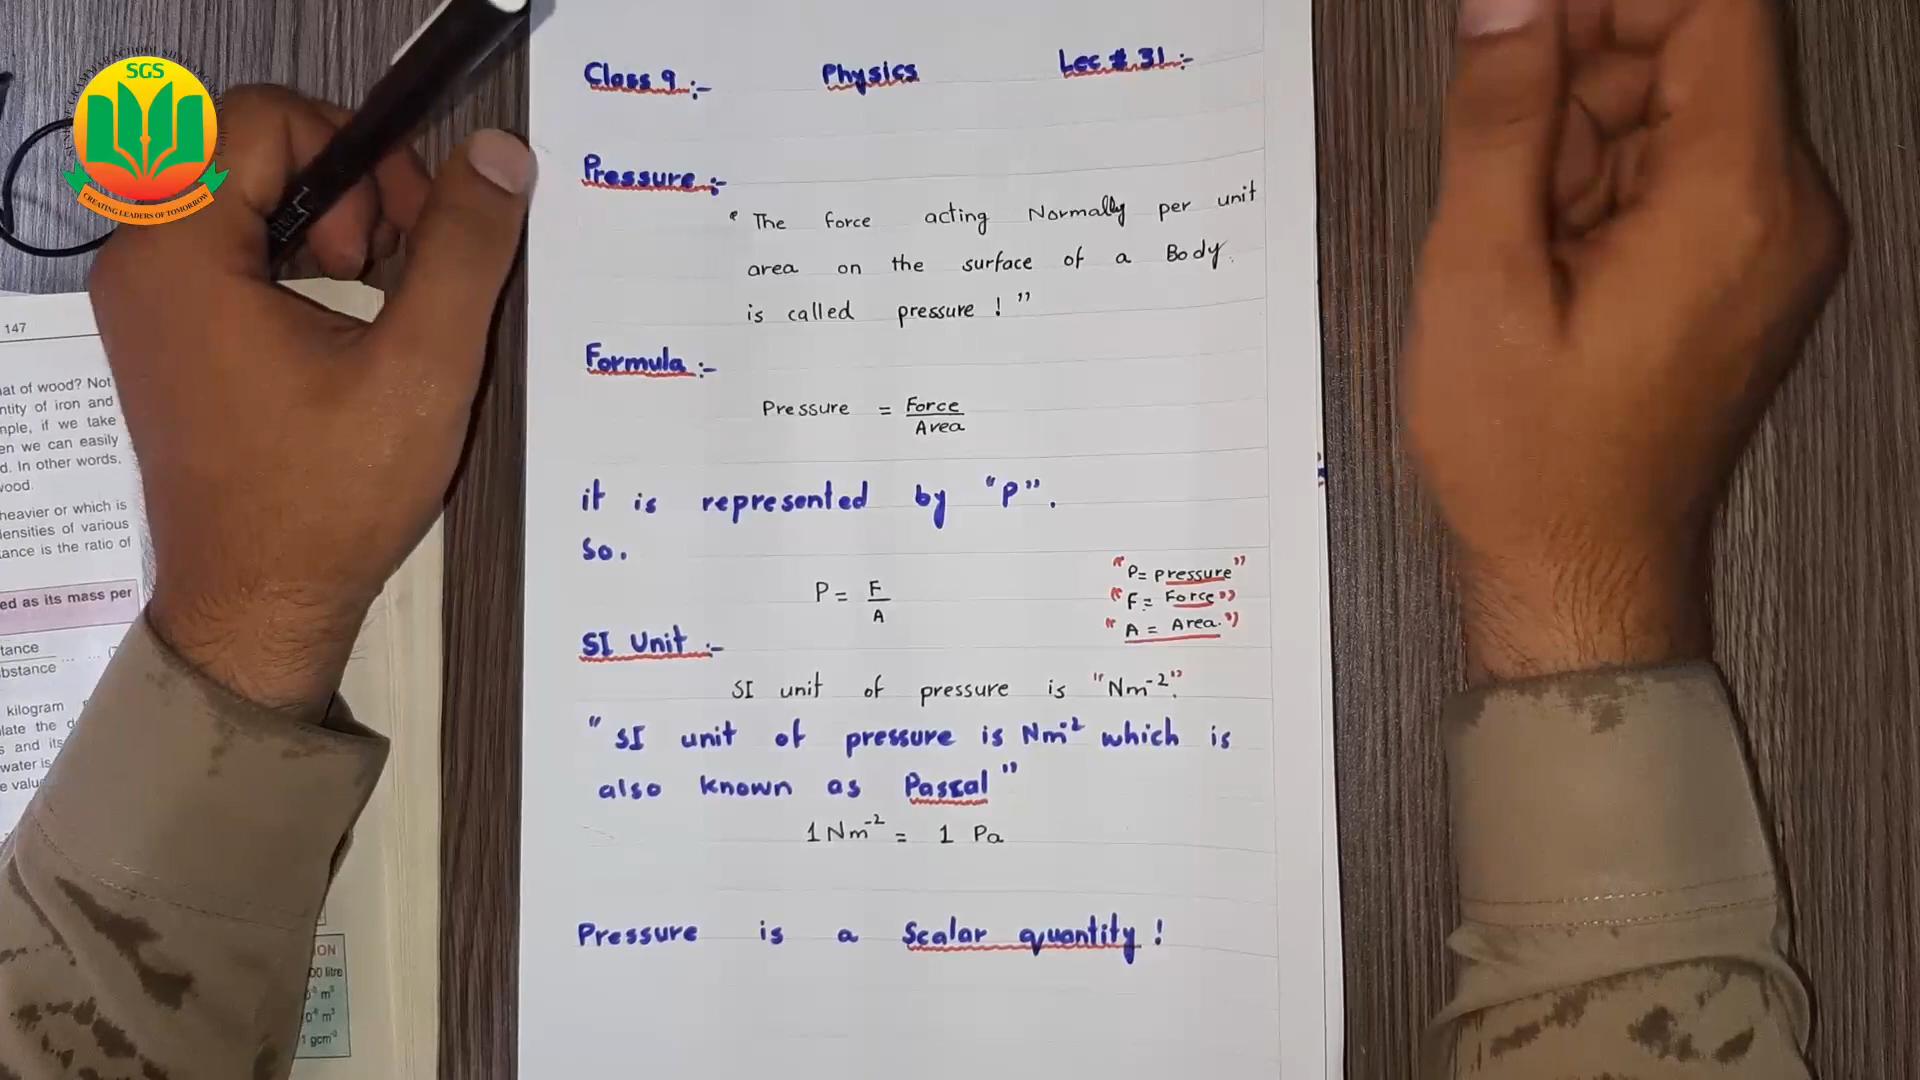 SGS
CREATING LEADERS OF TOMORROW
Class 9 :- Physics Lec # 31 :-
Pressure :-
" The force acting Normally per unit
area on the surface of a Body.
is called pressure ! "
Formula :-
Pressure = Force
Area
it is represented by "P".
So.
P = F
A
"P = pressure"
"F = Force"
"A = Area."
SI Unit :-
SI unit of pressure is "Nm-2".
" SI unit of pressure is Nm-2 which is
also known as Pascal "
1 Nm-2 = 1 Pa
Pressure is a Scalar quantity !
147
at of wood? Not
ntity of iron and
mple, if we take
en we can easily
d. In other words,
wood.
heavier or which is
densities of various
tance is the ratio of
ed as its mass per
tance
bstance
kilogram
late the
s and its
water is
e valu
ION
00 litre
m3
m3
1 gcm-3